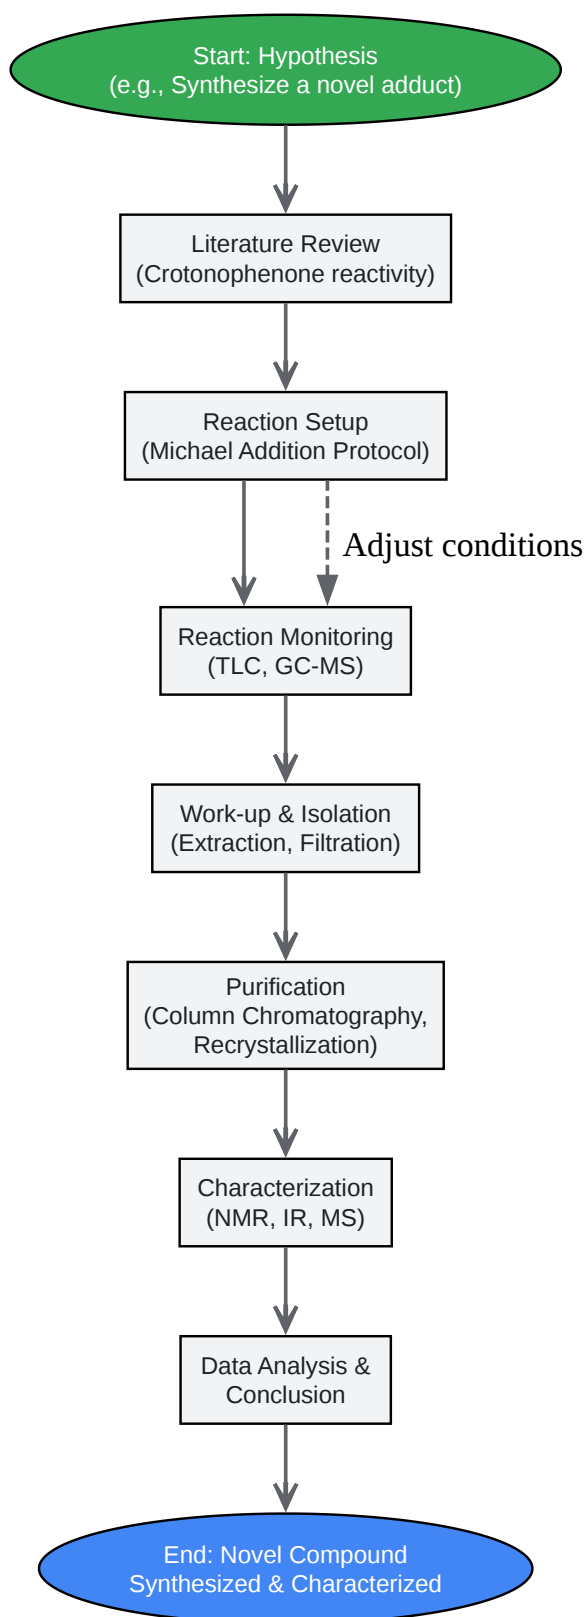 Start: Hypothesis
(e.g., Synthesize a novel adduct)
Literature Review
(Crotonophenone reactivity)
Reaction Setup
(Michael Addition Protocol)
Adjust conditions
Reaction Monitoring
(TLC, GC-MS)
Work-up & Isolation
(Extraction, Filtration)
Purification
(Column Chromatography,
Recrystallization)
Characterization
(NMR, IR, MS)
Data Analysis &
Conclusion
End: Novel Compound
Synthesized & Characterized